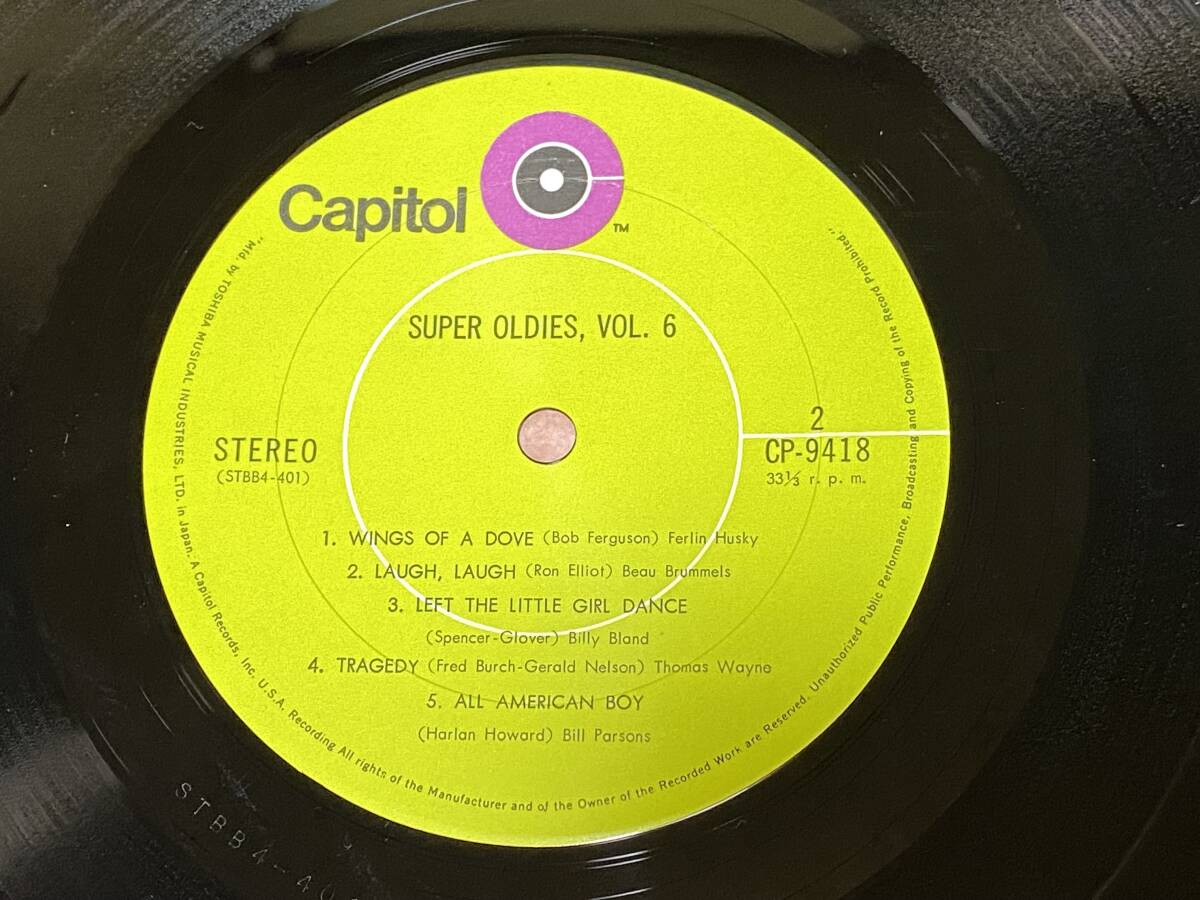 Capitol
TM
SUPER OLDIES, VOL. 6
STEREO
(STBB4-401)
2
CP-9418
33⅓ r. p. m.
1. WINGS OF A DOVE (Bob Ferguson) Ferlin Husky
2. LAUGH, LAUGH (Ron Elliot) Beau Brummels
3. LEFT THE LITTLE GIRL DANCE
(Spencer-Glover) Billy Bland
4. TRAGEDY (Fred Burch-Gerald Nelson) Thomas Wayne
5. ALL AMERICAN BOY
(Harlan Howard) Bill Parsons
"Mfd. by TOSHIBA MUSICAL INDUSTRIES, LTD. in Japan. A Capitol Records, Inc. U.S.A. Recording All rights of the Manufacturer and of the Owner of the Recorded Work are Reserved. Unauthorized Public Performance, Broadcasting and Copying of the Record Prohibited."
STBB4-40